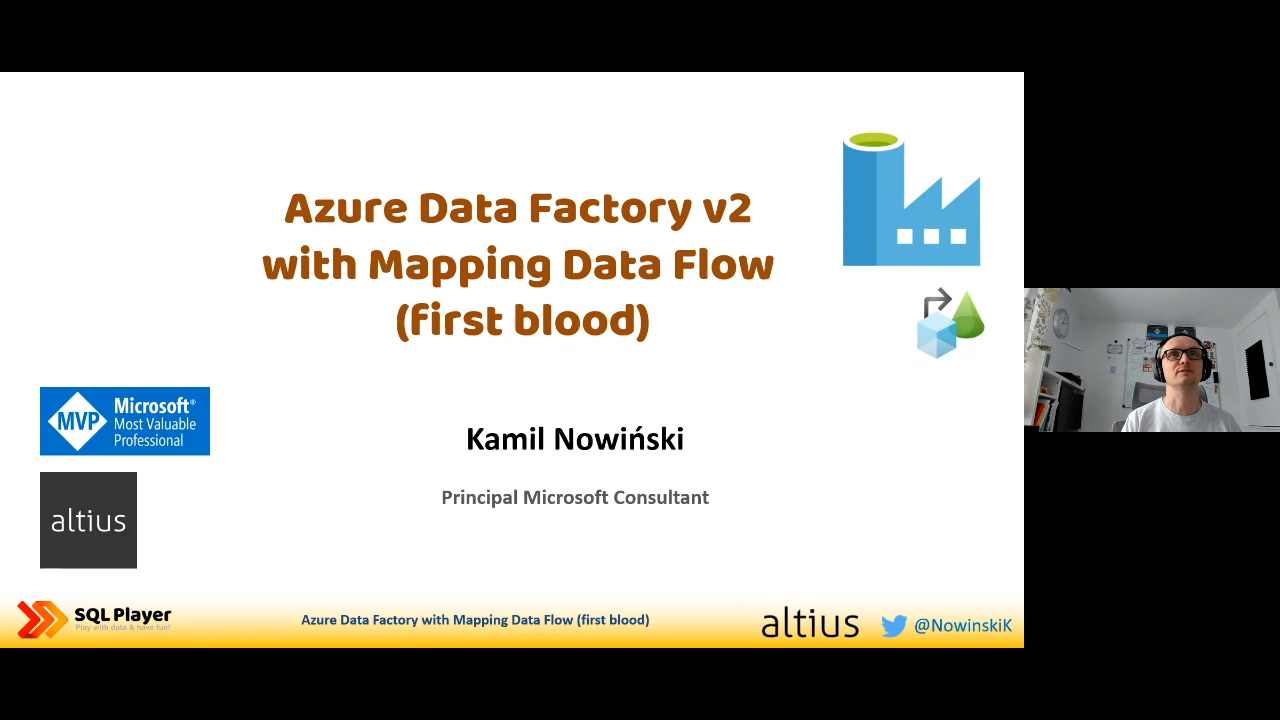 Azure Data Factory v2
with Mapping Data Flow
(first blood)
MVP
Microsoft®
Most Valuable
Professional
Kamil Nowiński
Principal Microsoft Consultant
altius
SQL Player
Play with data & have fun!
Azure Data Factory with Mapping Data Flow (first blood)
altius
@NowinskiK